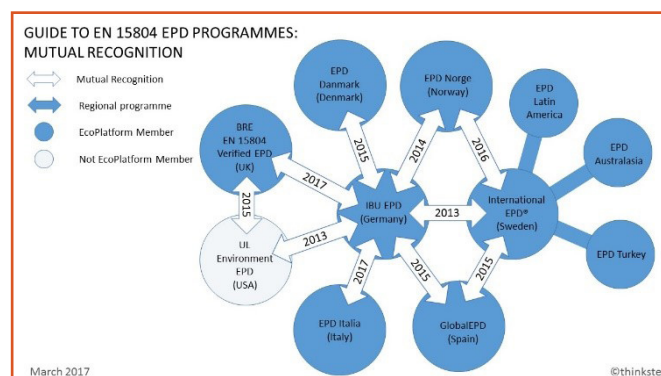 GUIDE TO EN 15804 EPD PROGRAMMES:
MUTUAL RECOGNITION
Mutual Recognition
Regional programme
EcoPlatform Member
Not EcoPlatform Member
EPD
Danmark
(Denmark)
EPD Norge
(Norway)
EPD
Latin
America
BRE
EN 15804
Verified EPD
(UK)
EPD
Australasia
2015
2014
2016
2017
2015
IBU EPD
(Germany)
2013
International
EPD®
(Sweden)
2013
UL
Environment
EPD
(USA)
EPD Turkey
2017
2015
2015
EPD Italia
(Italy)
GlobalEPD
(Spain)
March 2017
©thinkste